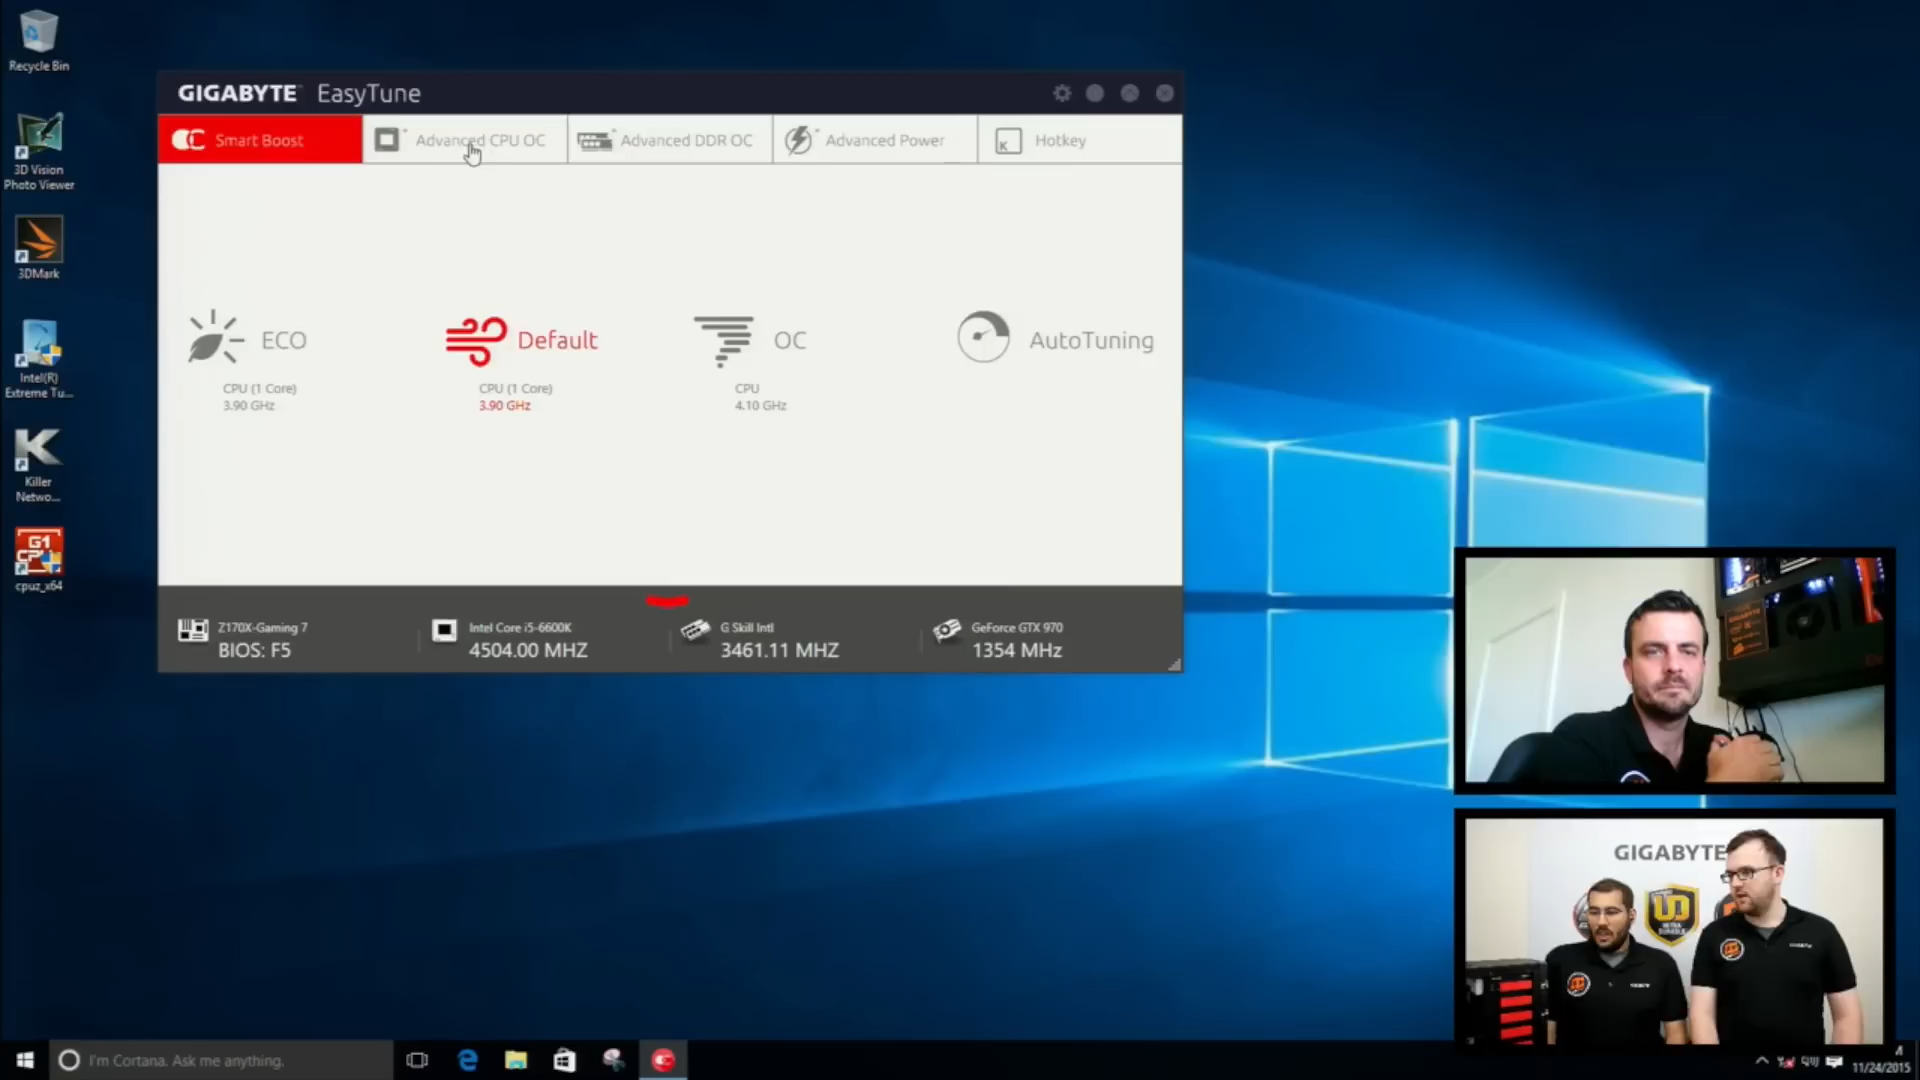 Recycle Bin
3D Vision
Photo Viewer
3DMark
Intel(R)
Extreme Tu...
Killer
Netwo...
G1
cpuz_x64
GIGABYTE EasyTune
Smart Boost
Advanced CPU OC
Advanced DDR OC
Advanced Power
K
Hotkey
ECO
CPU (1 Core)
3.90 GHz
Default
CPU (1 Core)
3.90 GHz
OC
CPU
4.10 GHz
AutoTuning
Z170X-Gaming 7
BIOS: F5
Intel Core i5-6600K
4504.00 MHZ
G Skill Intl
3461.11 MHZ
GeForce GTX 970
1354 MHz
GIGABYTE
I'm Cortana. Ask me anything.
11/24/2015